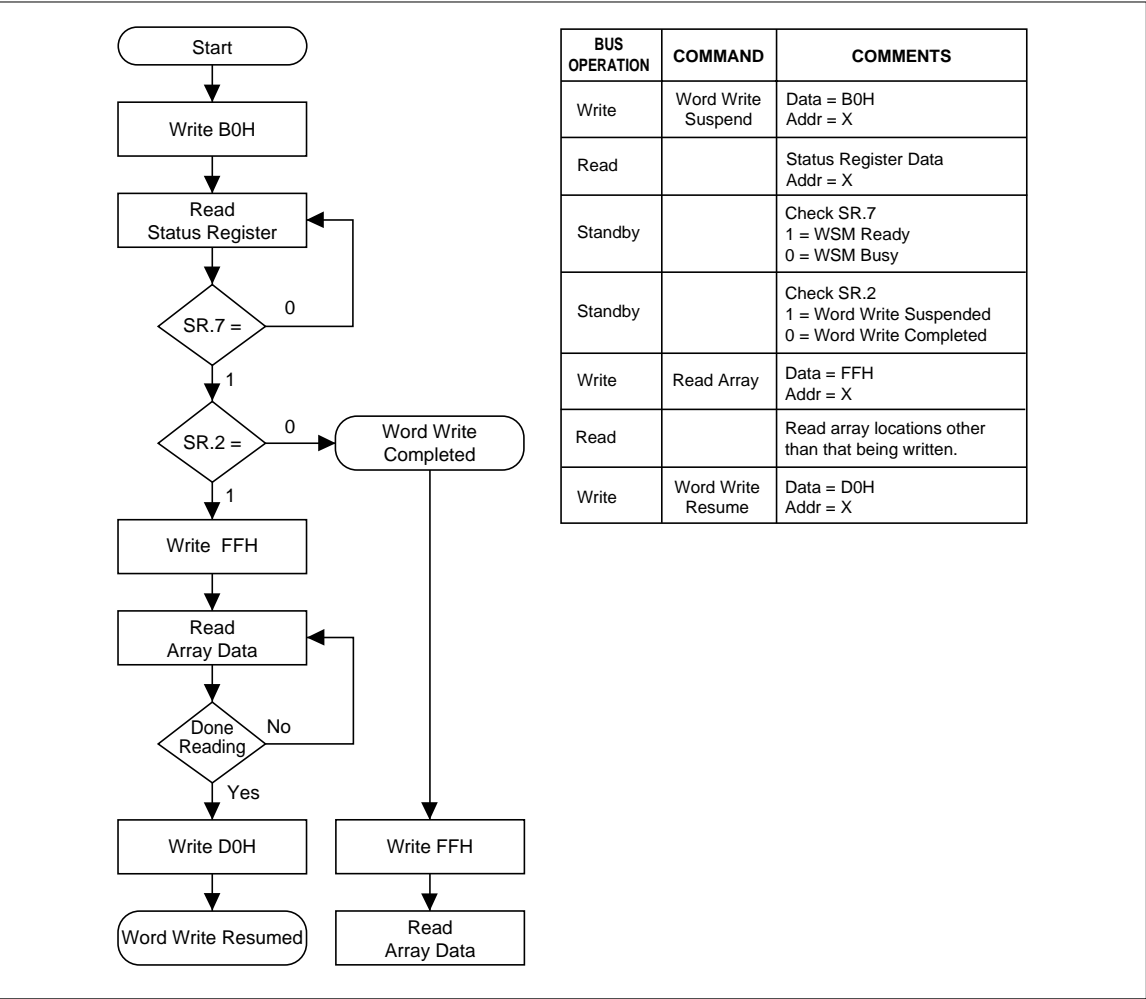 Start
Write B0H
Read
Status Register
SR.7 =
0
1
SR.2 =
0
Word Write
Completed
1
Write FFH
Read
Array Data
Done
Reading
No
Yes
Write D0H
Write FFH
Word Write Resumed
Read
Array Data
BUS
OPERATION
COMMAND
COMMENTS
Write
Word Write
Suspend
Data = B0H
Addr = X
Read
Status Register Data
Addr = X
Standby
Check SR.7
1 = WSM Ready
0 = WSM Busy
Standby
Check SR.2
1 = Word Write Suspended
0 = Word Write Completed
Write
Read Array
Data = FFH
Addr = X
Read
Read array locations other
than that being written.
Write
Word Write
Resume
Data = D0H
Addr = X